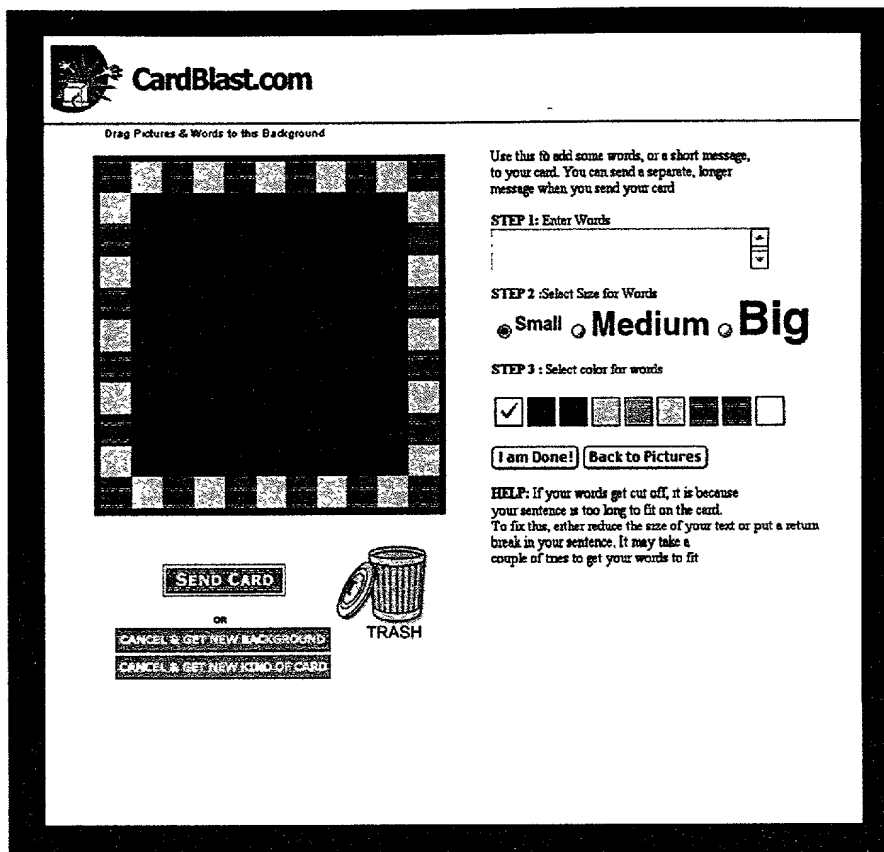 CardBlast.com
Drag Pictures & Words to the Background
Use this to add some words, or a short message,
to your card. You can send a separate, longer
message when you send your card
STEP 1: Enter Words
STEP 2 :Select Size for Words
Small Medium Big
STEP 3 : Select color for words
I am Done! Back to Pictures
HELP: If your words get cut off, it is because
your sentence is too long to fit on the card.
To fix this, either reduce the size of your text or put a return
break in your sentence. It may take a
couple of tries to get your words to fit
SEND CARD
OR
CANCEL & GET NEW BACKGROUND
CANCEL & GET NEW KIND OF CARD
TRASH